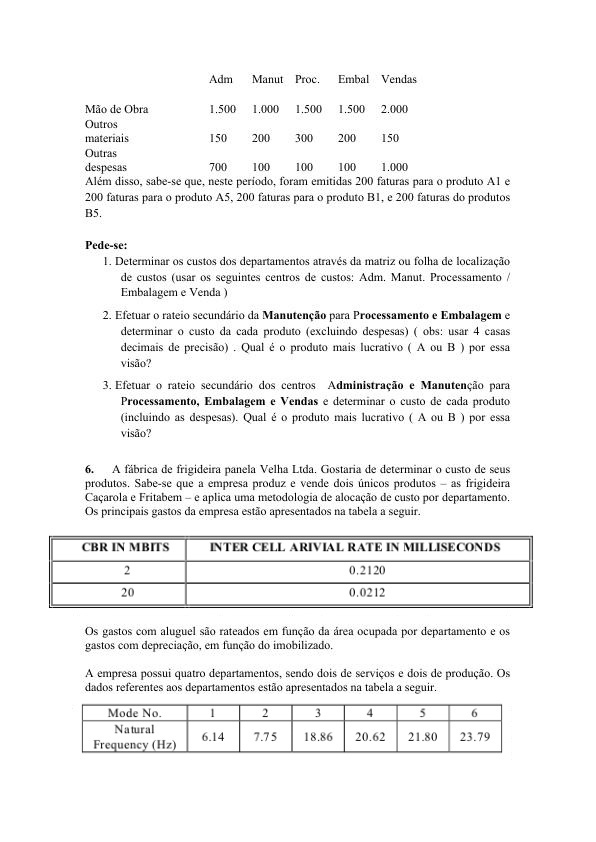 Adm Manut Proc. Embal Vendas
Mão de Obra 1.500 1.000 1.500 1.500 2.000
Outros
materiais 150 200 300 200 150
Outras
despesas 700 100 100 100 1.000
Além disso, sabe-se que, neste período, foram emitidas 200 faturas para o produto A1 e
200 faturas para o produto A5, 200 faturas para o produto B1, e 200 faturas do produtos
B5.
Pede-se:
1. Determinar os custos dos departamentos através da matriz ou folha de localização
de custos (usar os seguintes centros de custos: Adm. Manut. Processamento /
Embalagem e Venda )
2. Efetuar o rateio secundário da Manutenção para Processamento e Embalagem e
determinar o custo da cada produto (excluindo despesas) ( obs: usar 4 casas
decimais de precisão) . Qual é o produto mais lucrativo ( A ou B ) por essa
visão?
3. Efetuar o rateio secundário dos centros Administração e Manutenção para
Processamento, Embalagem e Vendas e determinar o custo de cada produto
(incluindo as despesas). Qual é o produto mais lucrativo ( A ou B ) por essa
visão?
6. A fábrica de frigideira panela Velha Ltda. Gostaria de determinar o custo de seus
produtos. Sabe-se que a empresa produz e vende dois únicos produtos – as frigideira
Caçarola e Fritabem – e aplica uma metodologia de alocação de custo por departamento.
Os principais gastos da empresa estão apresentados na tabela a seguir.
CBR IN MBITS INTER CELL ARIVIAL RATE IN MILLISECONDS
2 0.2120
20 0.0212
Os gastos com aluguel são rateados em função da área ocupada por departamento e os
gastos com depreciação, em função do imobilizado.
A empresa possui quatro departamentos, sendo dois de serviços e dois de produção. Os
dados referentes aos departamentos estão apresentados na tabela a seguir.
Mode No. 1 2 3 4 5 6
Natural
Frequency (Hz) 6.14 7.75 18.86 20.62 21.80 23.79